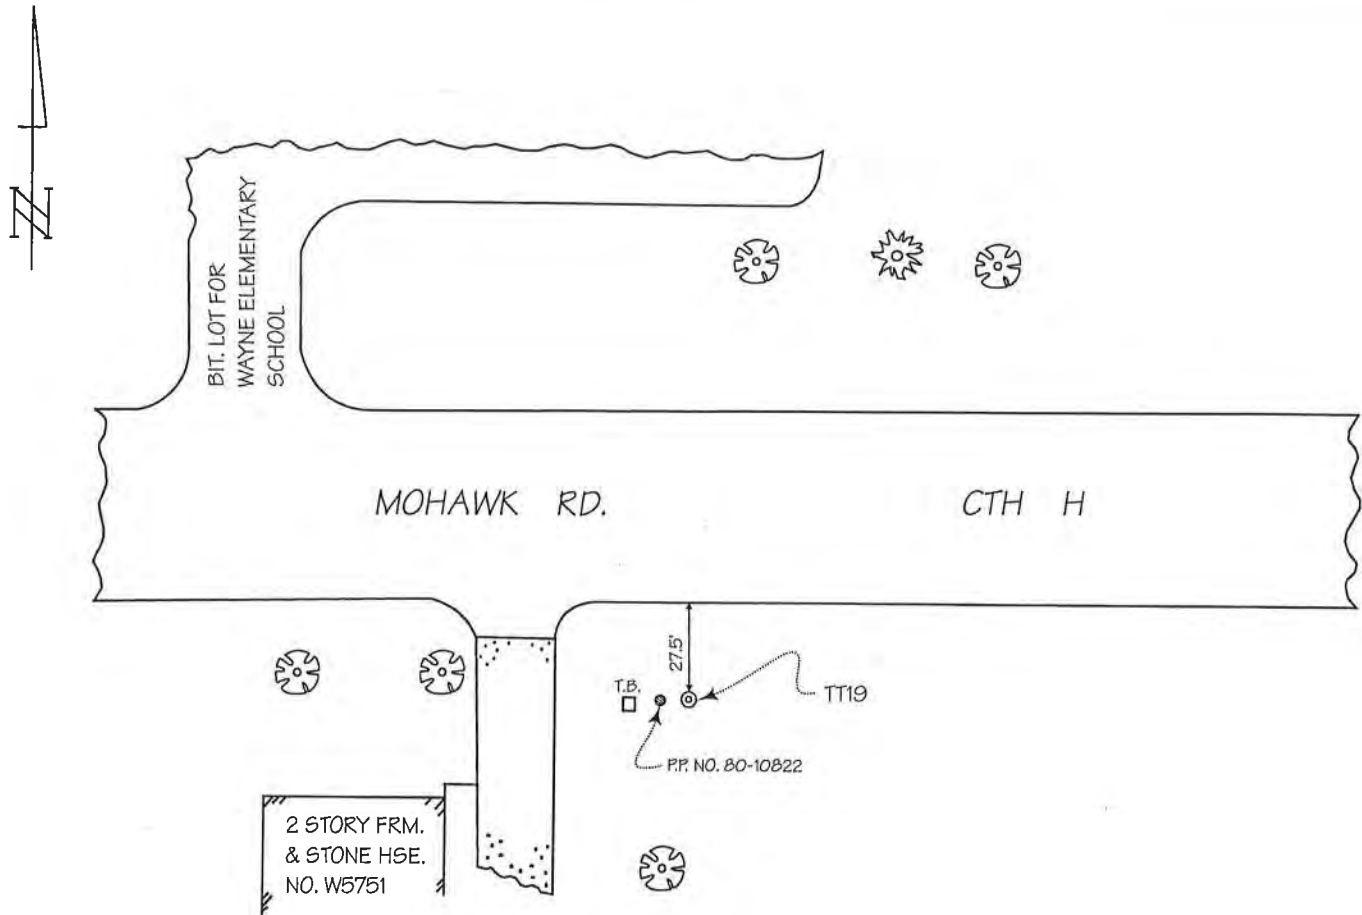 N
BIT. LOT FOR
WAYNE ELEMENTARY
SCHOOL
MOHAWK RD.
CTH H
27.5'
T.B.
TT19
P.P. NO. 80-10822
2 STORY FRM.
& STONE HSE.
NO. W5751